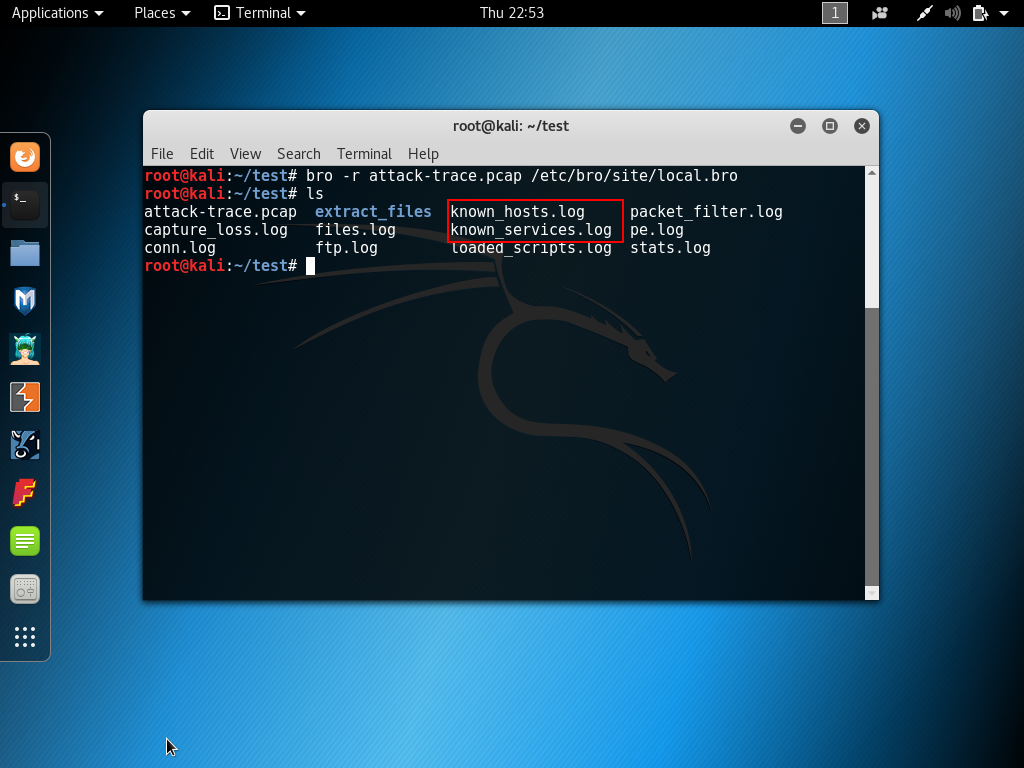 Applications Places Terminal Thu 22:53 1
root@kali: ~/test
File Edit View Search Terminal Help
root@kali:~/test# bro -r attack-trace.pcap /etc/bro/site/local.bro
root@kali:~/test# ls
attack-trace.pcap extract_files known_hosts.log packet_filter.log
capture_loss.log files.log known_services.log pe.log
conn.log ftp.log loaded_scripts.log stats.log
root@kali:~/test#